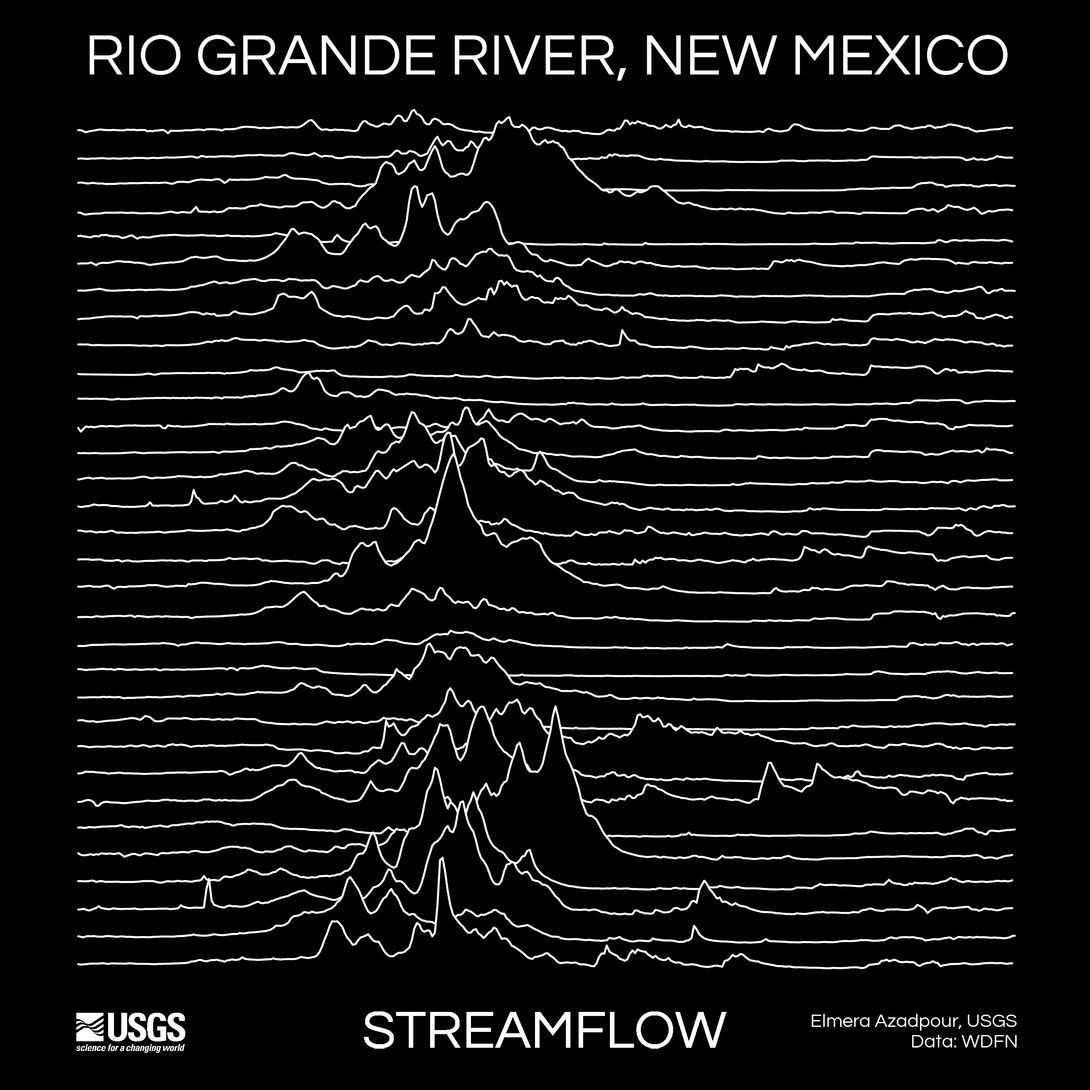 RIO GRANDE RIVER, NEW MEXICO
USGS
science for a changing world
STREAMFLOW
Elmera Azadpour, USGS
Data: WDFN